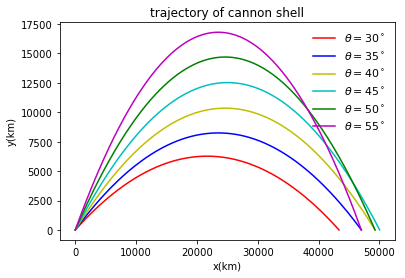 trajectory of cannon shell
17500
15000
12500
10000
7500
5000
2500
0
y(km)
θ = 30°
θ = 35°
θ = 40°
θ = 45°
θ = 50°
θ = 55°
0 10000 20000 30000 40000 50000
x(km)